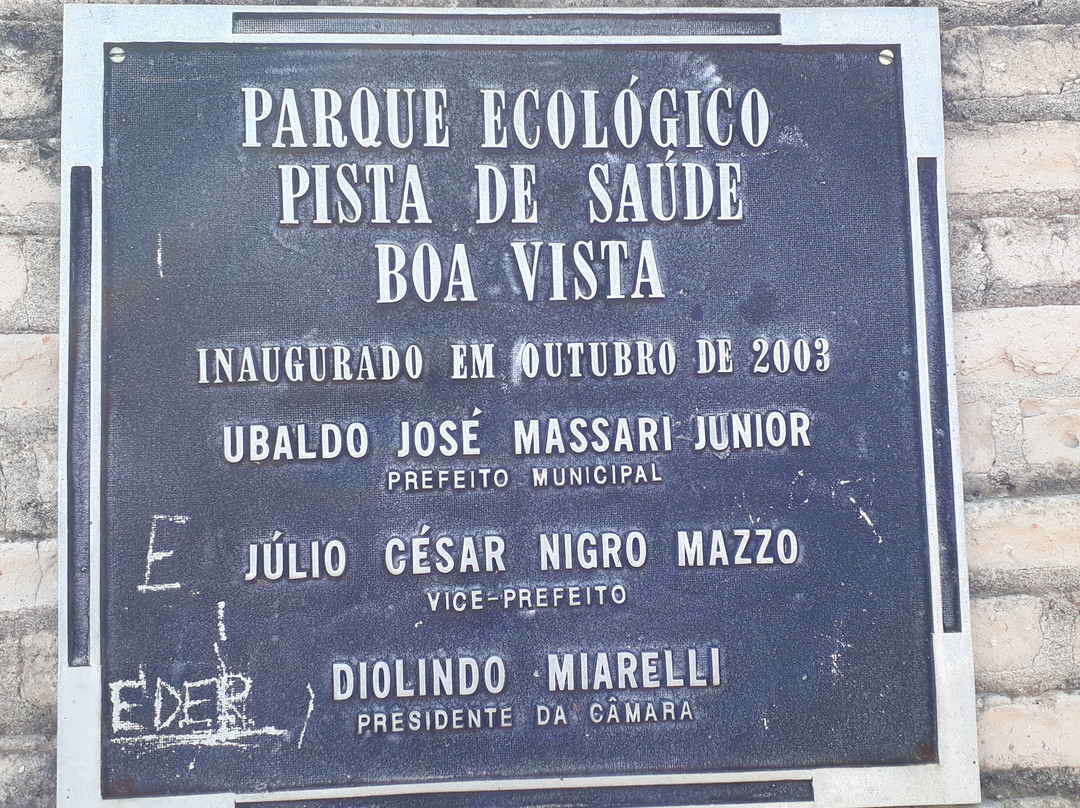 PARQUE ECOLÓGICO
PISTA DE SAÚDE
BOA VISTA
INAUGURADO EM OUTUBRO DE 2003
UBALDO JOSÉ MASSARI JUNIOR
PREFEITO MUNICIPAL
E
JÚLIO CÉSAR NIGRO MAZZO
VICE-PREFEITO
EDER
DIOLINDO MIARELLI
PRESIDENTE DA CÂMARA